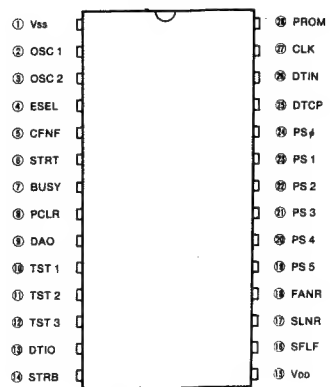 ① Vss
② OSC 1
③ OSC 2
④ ESEL
⑤ CFNF
⑥ STRT
⑦ BUSY
⑧ PCLR
⑨ DAO
⑩ TST 1
⑪ TST 2
⑫ TST 3
⑬ DTIO
⑭ STRB
㉘ PROM
㉗ CLK
㉖ DTIN
㉕ DTCP
㉔ PSφ
㉓ PS 1
㉒ PS 2
㉑ PS 3
⑳ PS 4
⑲ PS 5
⑱ FANR
⑰ SLNR
⑯ SFLF
⑮ VDD